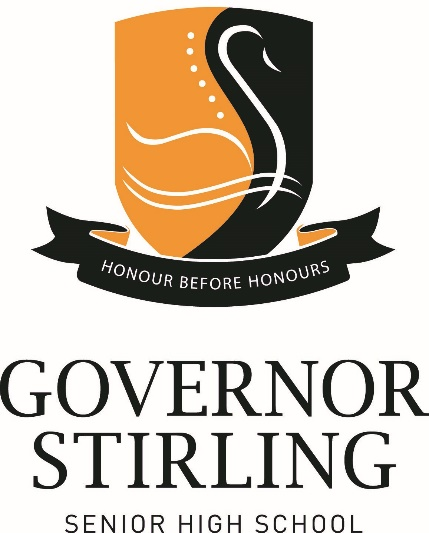 HONOUR BEFORE HONOURS
GOVERNOR
STIRLING
SENIOR HIGH SCHOOL